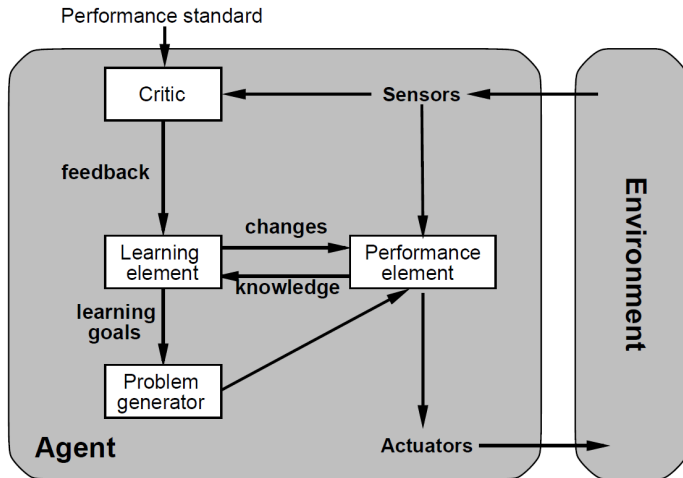 Performance standard
Critic
Sensors
feedback
changes
Learning
element
Performance
element
knowledge
learning
goals
Problem
generator
Agent
Actuators
Environment